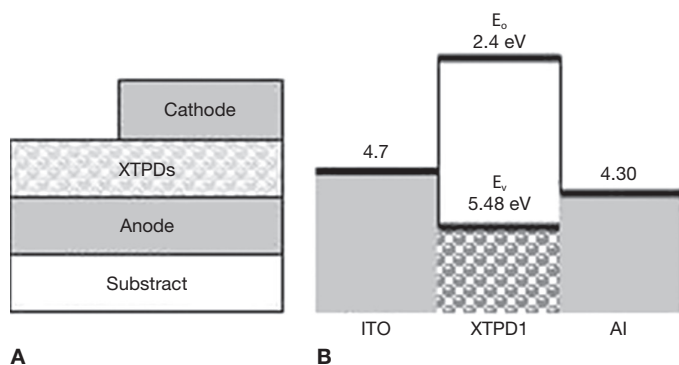 Cathode
XTPDs
Anode
Substract
A
Eo
2.4 eV
4.7
Ev
5.48 eV
4.30
ITO
XTPD1
Al
B